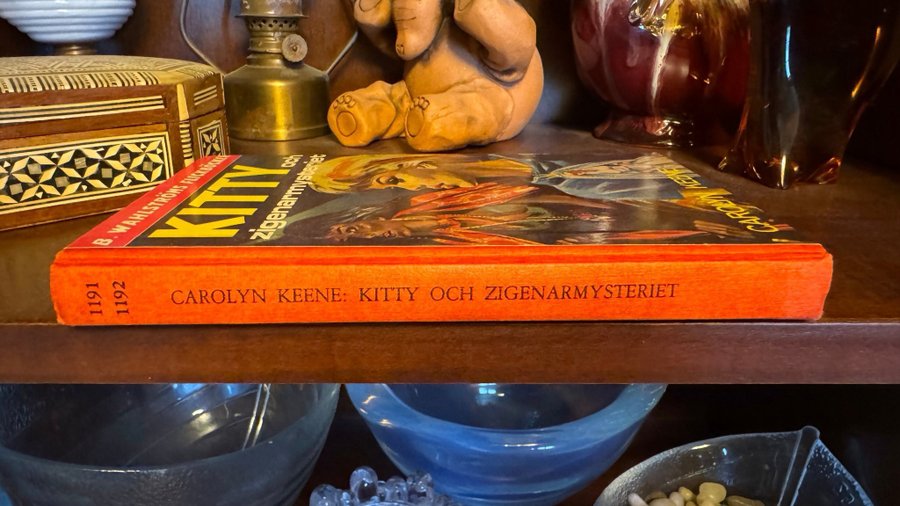 B. WAHLSTRÖMS
KITTY och
zigenarmysteriet
CAROLYN KEENE
1191
1192
CAROLYN KEENE: KITTY OCH ZIGENARMYSTERIET